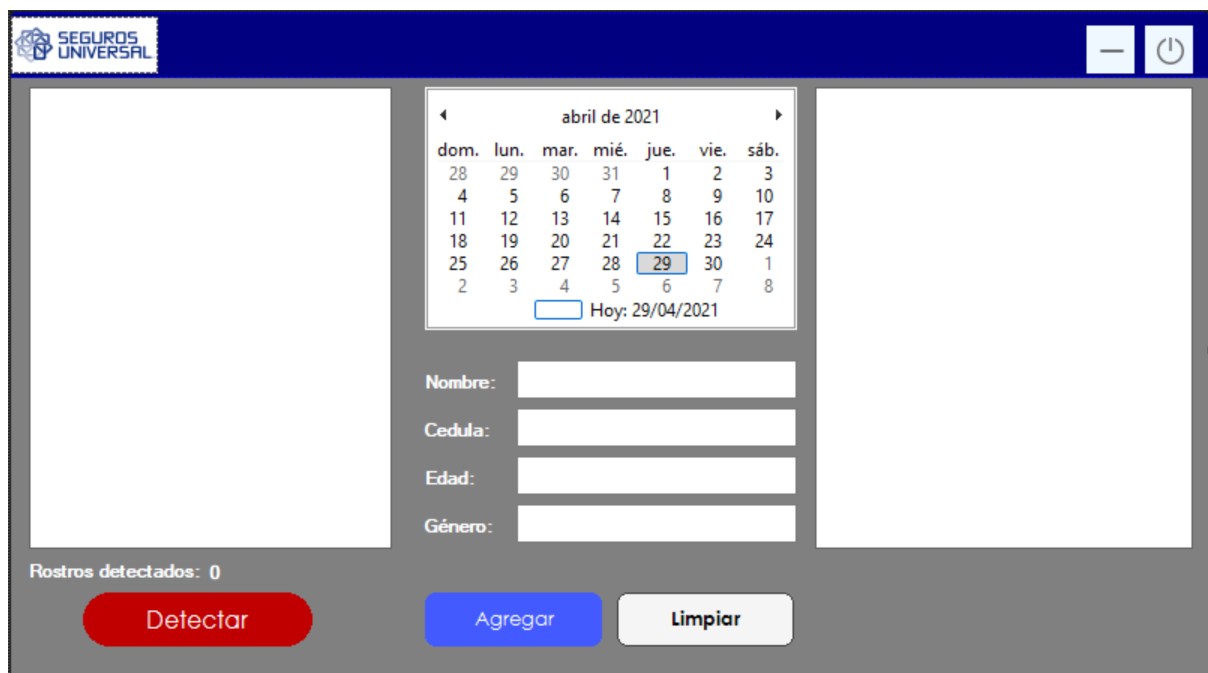 SEGUROS
UNIVERSAL
abril de 2021
dom. lun. mar. mié. jue. vie. sáb.
28 29 30 31 1 2 3
4 5 6 7 8 9 10
11 12 13 14 15 16 17
18 19 20 21 22 23 24
25 26 27 28 29 30 1
2 3 4 5 6 7 8
Hoy: 29/04/2021
Nombre:
Cedula:
Edad:
Género:
Rostros detectados: 0
Detectar
Agregar
Limpiar